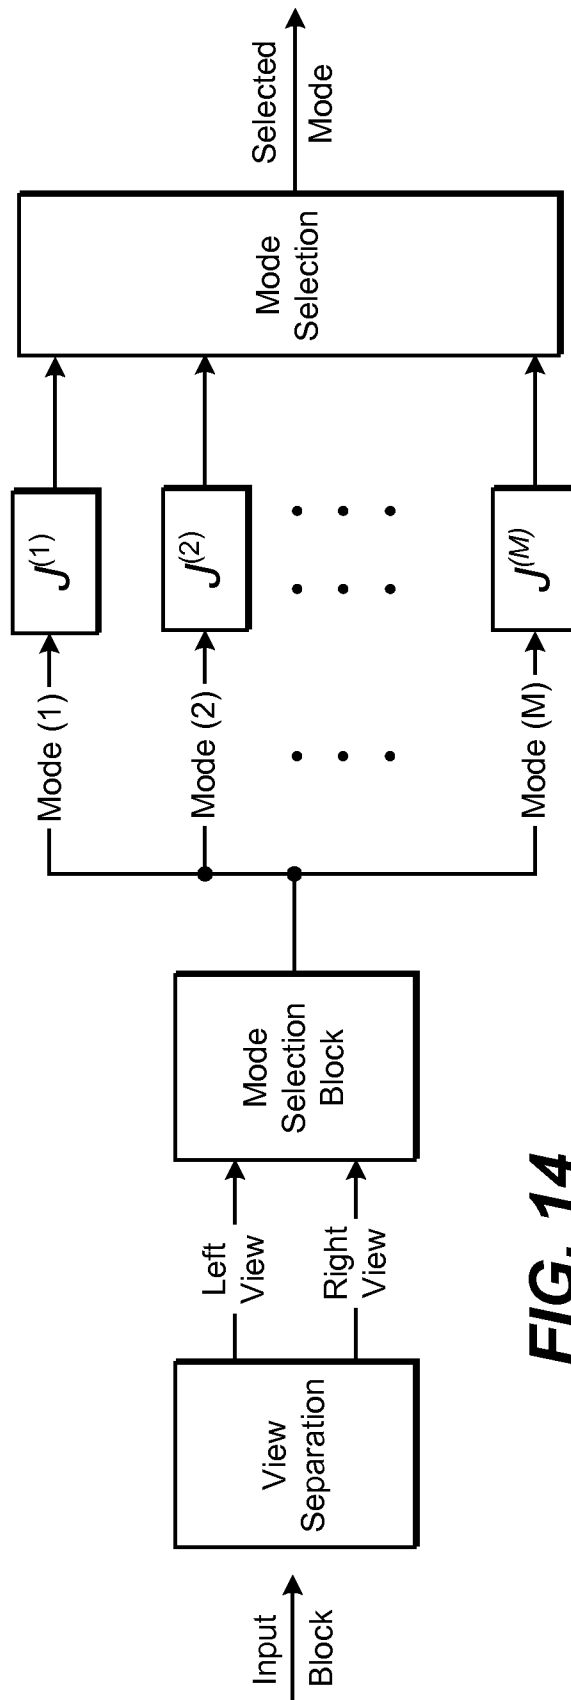 Input
Block
View
Separation
Left
View
Right
View
Mode
Selection
Block
Mode (1)
Mode (2)
Mode (M)
J(1)
J(2)
J(M)
Mode
Selection
Selected
Mode
FIG. 14